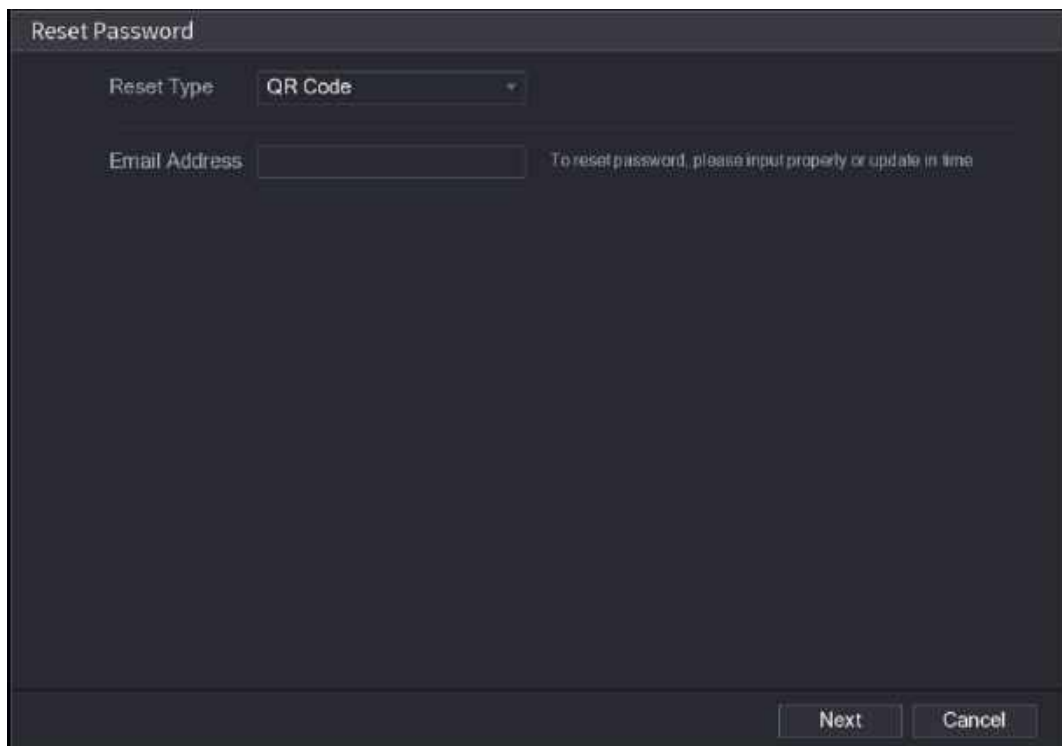 Reset Password
Reset Type QR Code
Email Address To reset password, please input properly or update in time
Next Cancel